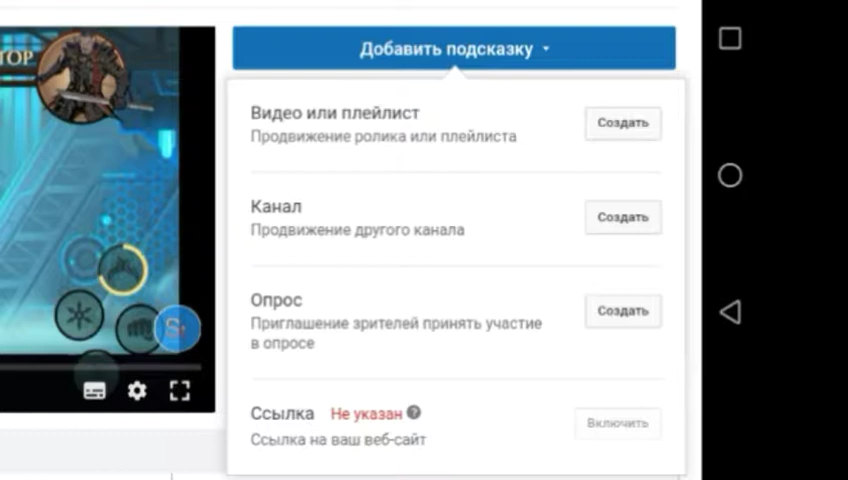 ТОР
Добавить подсказку
Видео или плейлист
Продвижение ролика или плейлиста
Создать
Канал
Продвижение другого канала
Создать
Опрос
Приглашение зрителей принять участие
в опросе
Создать
Ссылка Не указан ?
Ссылка на ваш веб-сайт
Включить